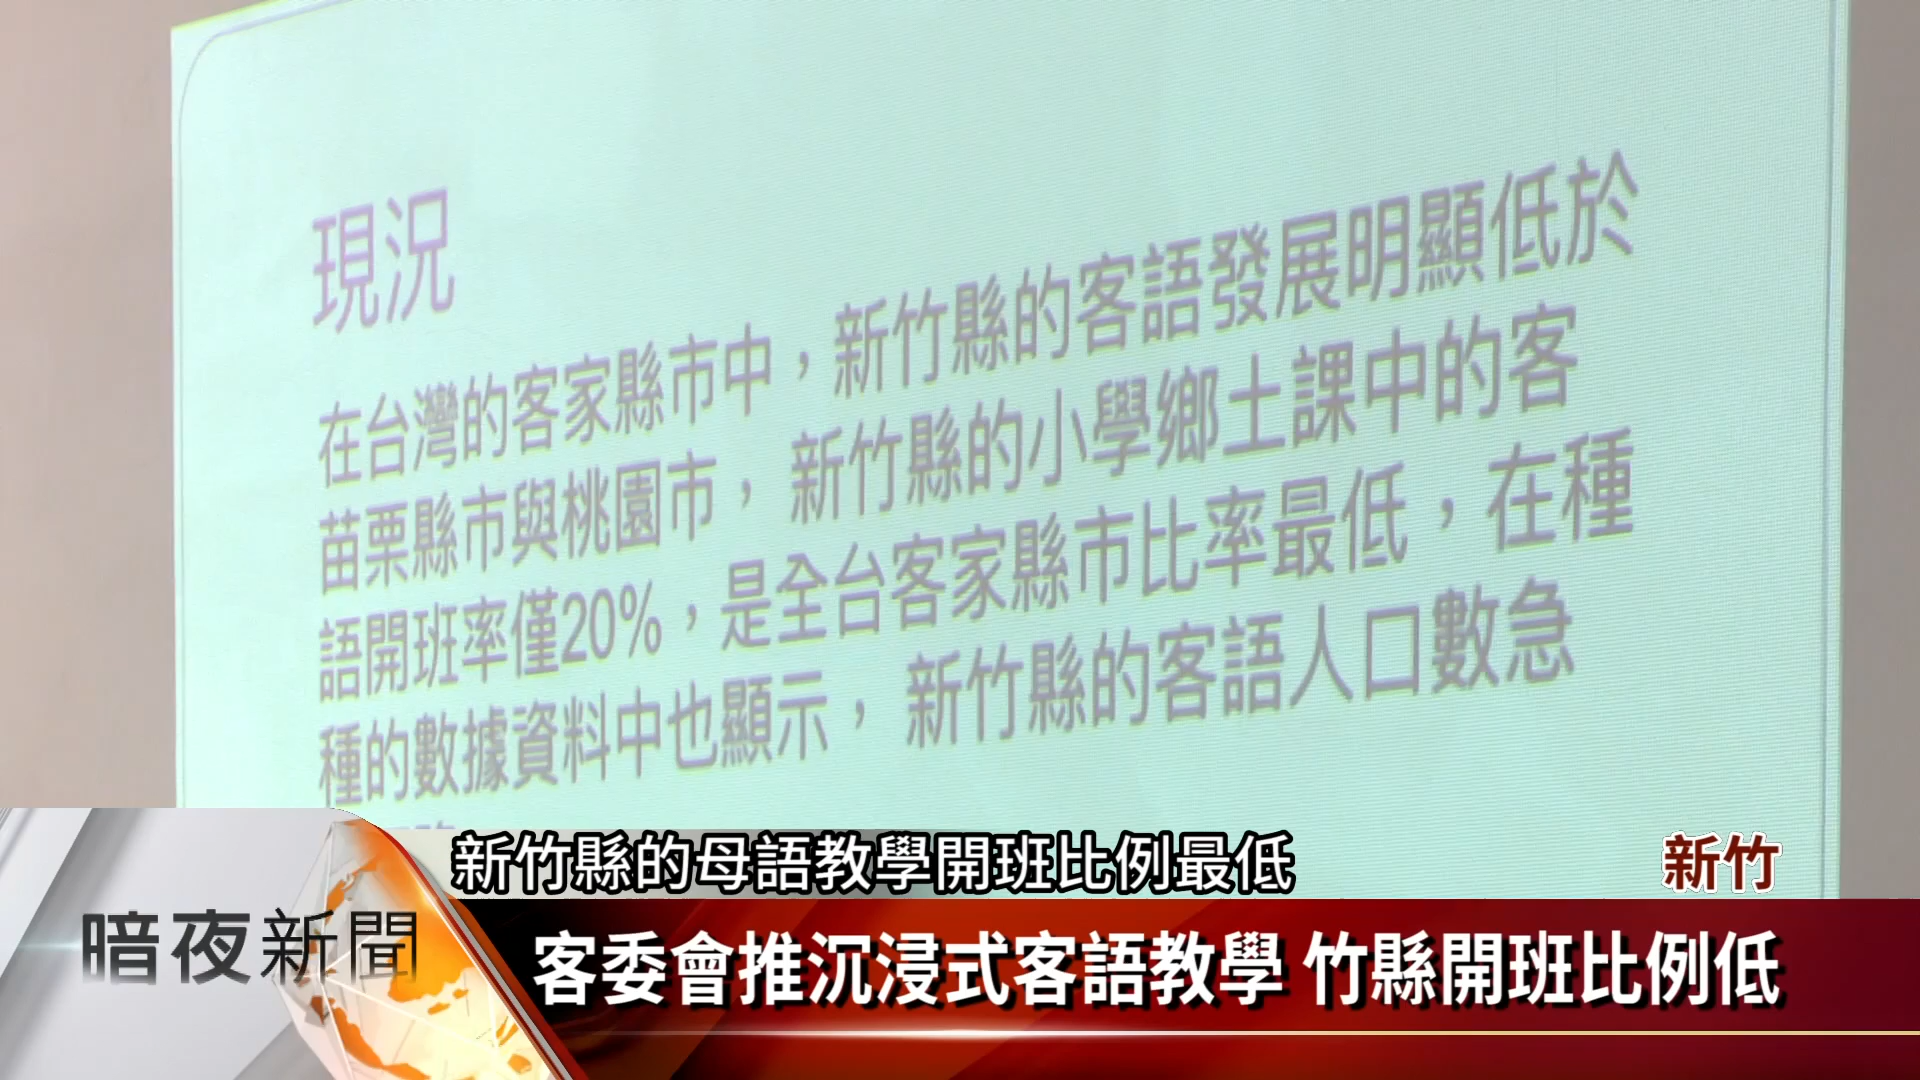 現況
在台灣的客家縣市中，新竹縣的客語發展明顯低於
苗栗縣市與桃園市，新竹縣的小學鄉土課中的客
語開班率僅20%，是全台客家縣市比率最低，在種
種的數據資料中也顯示，新竹縣的客語人口數急
新竹縣的母語教學開班比例最低
新竹
暗夜新聞
客委會推沉浸式客語教學 竹縣開班比例低